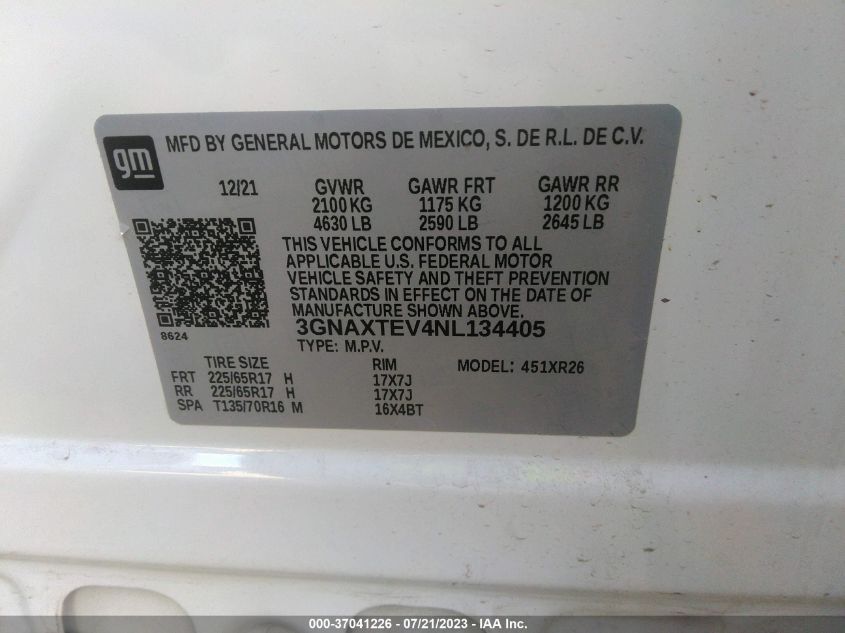 gm
MFD BY GENERAL MOTORS DE MEXICO, S. DE R.L. DE C.V.
12/21 GVWR GAWR FRT GAWR RR
2100 KG 1175 KG 1200 KG
4630 LB 2590 LB 2645 LB
THIS VEHICLE CONFORMS TO ALL
APPLICABLE U.S. FEDERAL MOTOR
VEHICLE SAFETY AND THEFT PREVENTION
STANDARDS IN EFFECT ON THE DATE OF
MANUFACTURE SHOWN ABOVE.
3GNAXTEV4NL134405
8624
TYPE: M.P.V.
TIRE SIZE RIM MODEL: 451XR26
FRT 225/65R17 H 17X7J
RR 225/65R17 H 17X7J
SPA T135/70R16 M 16X4BT
000-37041226 - 07/21/2023 - IAA Inc.